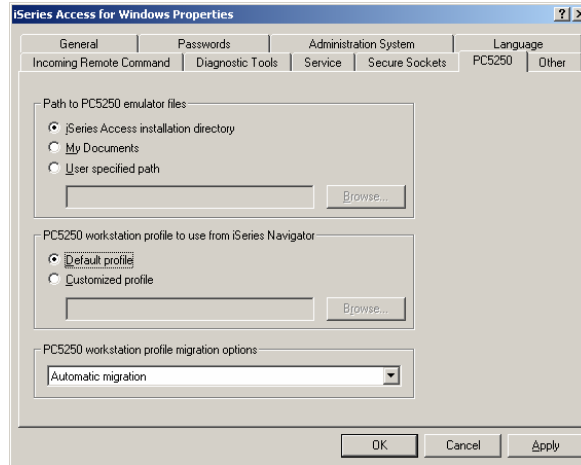 iSeries Access for Windows Properties
General Passwords Administration System Language
Incoming Remote Command Diagnostic Tools Service Secure Sockets PC5250 Other
Path to PC5250 emulator files
iSeries Access installation directory
My Documents
User specified path
Browse...
PC5250 workstation profile to use from iSeries Navigator
Default profile
Customized profile
Browse...
PC5250 workstation profile migration options
Automatic migration
OK Cancel Apply